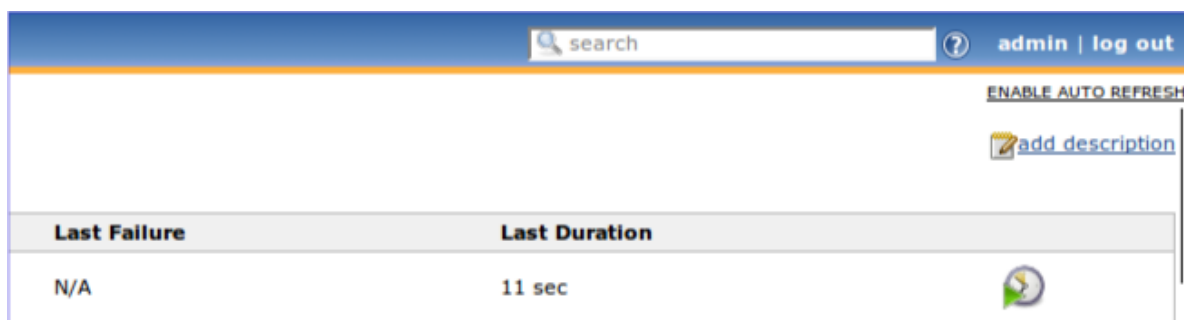 search ? admin | log out
ENABLE AUTO REFRESH
add description
Last Failure Last Duration
N/A 11 sec